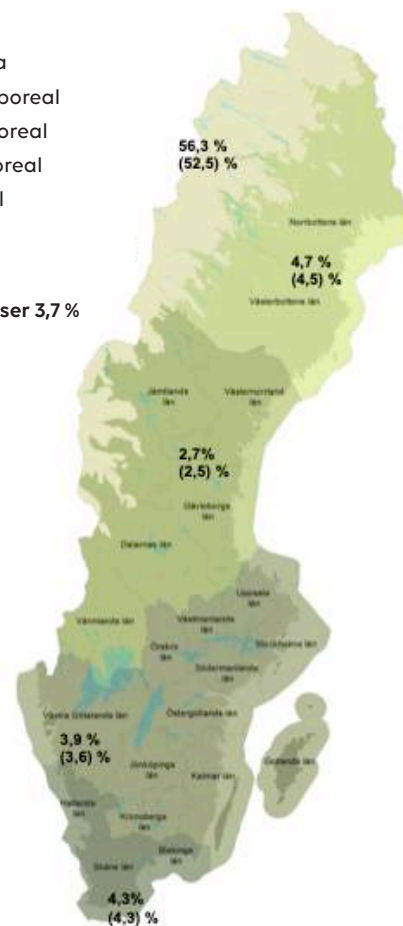 a
boreal
oreal
oreal
l
ser 3,7 %
56,3 %
(52,5) %
Norrbottens län
4,7 %
(4,5) %
Västerbottens län
Jämtlands
län
Västernorrland
län
2,7%
(2,5) %
Gävleborgs
län
Dalarnas län
Uppsala
län
Värmlands län
Västmanlands
län
Örebro
län
Stockholms län
Södermanlands
län
Västra Götalands län
Östergötlands län
3,9 %
(3,6) %
Jönköpings
län
Kalmar län
Gotlands län
Hallands
län
Kronobergs
län
Blekinge
län
Skåne län
4,3%
(4,3) %